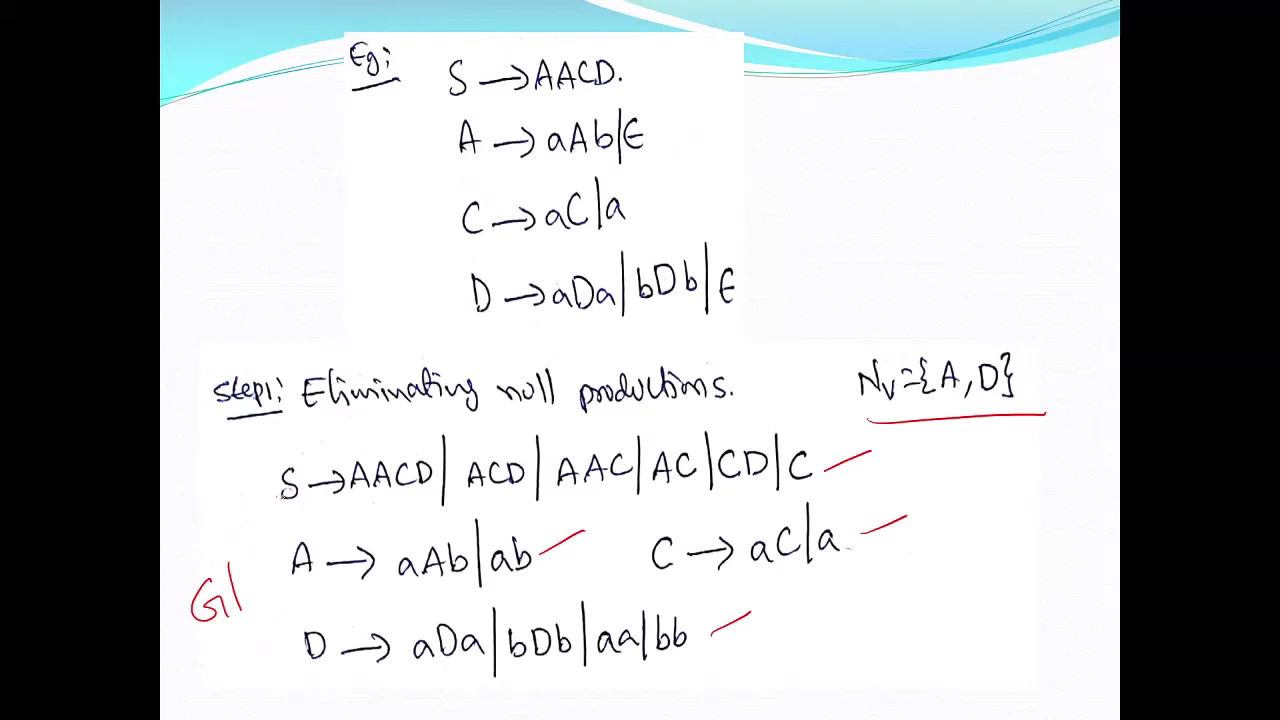 Eg:
S → AACD.
A → aAb|ϵ
C → aC|a
D → aDa|bDb|ϵ
Step1: Eliminating null productions. Nv={A,D}
S → AACD|ACD|AAC|AC|CD|C
A → aAb|ab C → aC|a.
G|
D → aDa|bDb|aa|bb